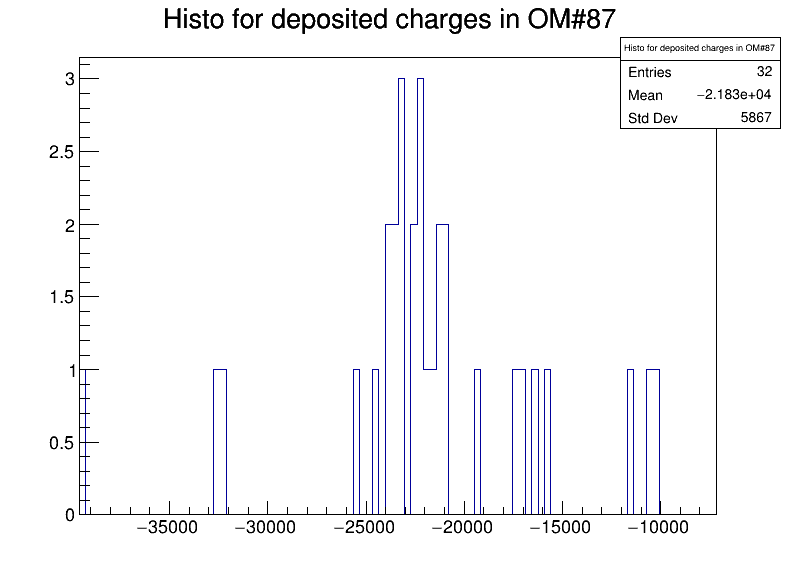 Histo for deposited charges in OM#87
Histo for deposited charges in OM#87
Entries 32
Mean −2.183e+04
Std Dev 5867
3
2.5
2
1.5
1
0.5
0
−35000 −30000 −25000 −20000 −15000 −10000